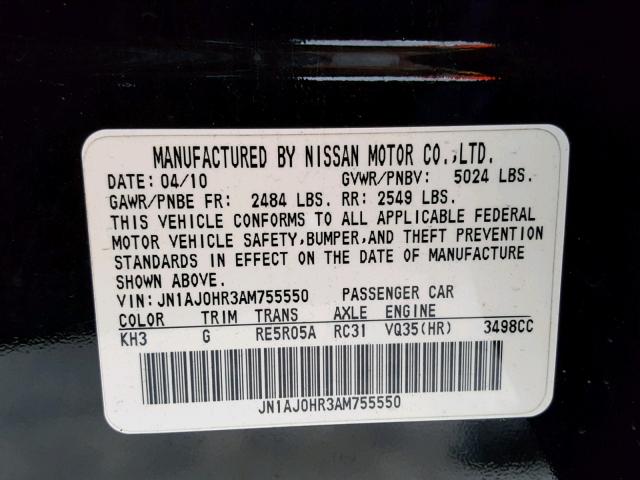 MANUFACTURED BY NISSAN MOTOR CO.,LTD.
DATE: 04/10 GVWR/PNBV: 5024 LBS.
GAWR/PNBE FR: 2484 LBS. RR: 2549 LBS.
THIS VEHICLE CONFORMS TO ALL APPLICABLE FEDERAL
MOTOR VEHICLE SAFETY,BUMPER,AND THEFT PREVENTION
STANDARDS IN EFFECT ON THE DATE OF MANUFACTURE
SHOWN ABOVE.
VIN: JN1AJ0HR3AM755550 PASSENGER CAR
COLOR TRIM TRANS AXLE ENGINE
KH3 G RE5R05A RC31 VQ35(HR) 3498CC
JN1AJ0HR3AM755550